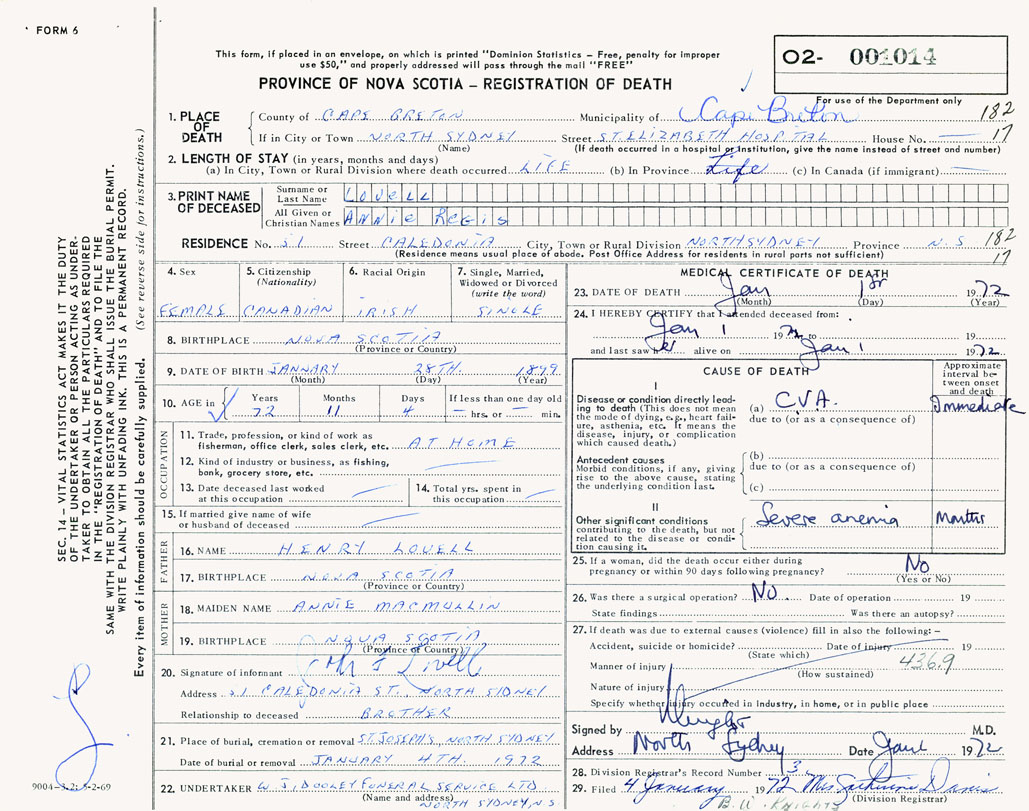 FORM 6
This form, if placed in an envelope, on which is printed "Dominion Statistics – Free, penalty for improper
use $50," and properly addressed will pass through the mail "FREE"
O2- 001014
PROVINCE OF NOVA SCOTIA – REGISTRATION OF DEATH
For use of the Department only
1. PLACE OF DEATH
County of CAPE BRETON Municipality of Cape Breton 182
If in City or Town NORTH SYDNEY Street ST. ELIZABETH HOSPITAL House No. — 17
(Name) (If death occurred in a hospital or institution, give the name instead of street and number)
2. LENGTH OF STAY (in years, months and days)
(a) In City, Town or Rural Division where death occurred LIFE (b) In Province Life (c) In Canada (if immigrant) —
3. PRINT NAME OF DECEASED
Surname or Last Name LOVELL
All Given or Christian Names ANNIE REGIS
RESIDENCE No. 51 Street CALEDONIA City, Town or Rural Division NORTH SYDNEY Province N.S 182
(Residence means usual place of abode. Post Office Address for residents in rural parts not sufficient) 17
4. Sex FEMALE
5. Citizenship (Nationality) CANADIAN
6. Racial Origin IRISH
7. Single, Married, Widowed or Divorced (write the word) SINGLE
8. BIRTHPLACE NOVA SCOTIA
(Province or Country)
9. DATE OF BIRTH JANNARY 28TH. 1899
(Month) (Day) (Year)
10. AGE in Years 72 Months 11 Days 4 If less than one day old — hrs. or — min.
OCCUPATION
11. Trade, profession, or kind of work as
fisherman, office clerk, sales clerk, etc. AT HOME
12. Kind of industry or business, as fishing,
bank, grocery store, etc. —
13. Date deceased last worked
at this occupation —
14. Total yrs. spent in
this occupation —
15. If married give name of wife
or husband of deceased —
FATHER
16. NAME HENRY LOVELL
17. BIRTHPLACE NOVA SCOTIA
(Province or Country)
MOTHER
18. MAIDEN NAME ANNIE MACMULLIN
19. BIRTHPLACE NOVA SCOTIA
(Province or Country)
20. Signature of informant Lovell
Address 51 CALEDONIA ST., NORTH SYDNEY
Relationship to deceased BROTHER
21. Place of burial, cremation or removal ST. JOSEPH'S NORTH SYDNEY
Date of burial or removal JANUARY 4TH. 1972
22. UNDERTAKER W. J. DOOLEY FUNERAL SERVICE LTD
(Name and address) NORTH SYDNEY, N.S.
MEDICAL CERTIFICATE OF DEATH
23. DATE OF DEATH Jan 1st 1972
(Month) (Day) (Year)
24. I HEREBY CERTIFY that I attended deceased from:
Jan 1 1972 to 19
and last saw her alive on Jan 1 1972
CAUSE OF DEATH
Approximate interval between onset and death
I
Disease or condition directly lead-
ing to death (This does not mean
the mode of dying, e.g., heart fail-
ure, asthenia, etc. It means the
disease, injury, or complication
which caused death.)
(a) CVA. Immediate
due to (or as a consequence of)
Antecedent causes
Morbid conditions, if any, giving
rise to the above cause, stating
the underlying condition last.
(b)
due to (or as a consequence of)
(c)
II
Other significant conditions
contributing to the death, but not
related to the disease or condi-
tion causing it.
Severe anemia Months
25. If a woman, did the death occur either during
pregnancy or within 90 days following pregnancy? No
(Yes or No)
26. Was there a surgical operation? No Date of operation 19
State findings Was there an autopsy?
27. If death was due to external causes (violence) fill in also the following: –
Accident, suicide or homicide? Date of injury 19
(State which)
436.9
Manner of injury
(How sustained)
Nature of injury
Specify whether injury occurred in industry, in home, or in public place
Signed by M.D.
Address North Sydney Date Jan 1972
28. Division Registrar's Record Number 3
29. Filed 4 January 1972 Mrs.
(Division Registrar)
SEC. 14 – VITAL STATISTICS ACT MAKES IT THE DUTY
OF THE UNDERTAKER OR PERSON ACTING AS UNDER-
TAKER TO OBTAIN ALL THE PARTICULARS REQUIRED
IN THE "REGISTRATION OF DEATH" AND TO FILE THE
SAME WITH THE DIVISION REGISTRAR WHO SHALL ISSUE THE BURIAL PERMIT.
WRITE PLAINLY WITH UNFADING INK. THIS IS A PERMANENT RECORD.
Every item of information should be carefully supplied. (See reverse side for instructions.)